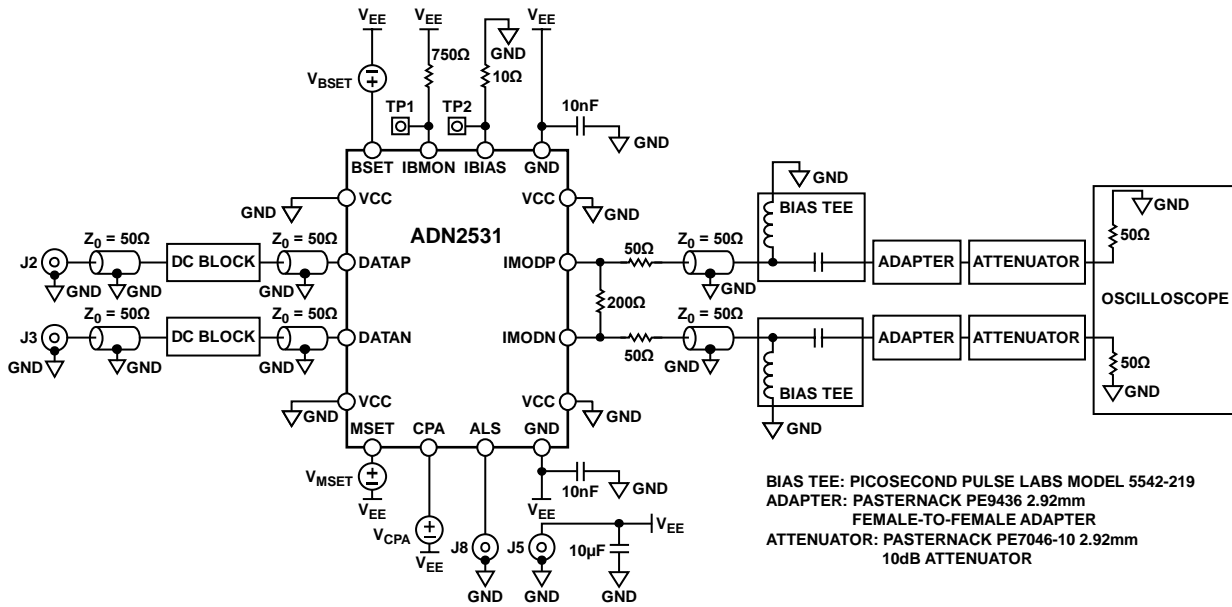 VEE VEE GND VEE
750Ω 10Ω
VBSET
TP1 TP2 10nF
GND
BSET IBMON IBIAS GND
GND VCC VCC GND
ADN2531
GND
BIAS TEE
J2 Z0 = 50Ω DC BLOCK Z0 = 50Ω DATAP IMODP 50Ω Z0 = 50Ω ADAPTER ATTENUATOR
GND
50Ω
GND GND GND GND
200Ω
OSCILLOSCOPE
J3 Z0 = 50Ω DC BLOCK Z0 = 50Ω DATAN IMODN 50Ω Z0 = 50Ω ADAPTER ATTENUATOR
GND GND GND GND
50Ω
GND
BIAS TEE
GND
GND VCC VCC GND
MSET CPA ALS GND
VMSET
VEE
10nF GND
VEE
VCPA
VEE
J8 J5 10µF VEE
GND GND GND
BIAS TEE: PICOSECOND PULSE LABS MODEL 5542-219
ADAPTER: PASTERNACK PE9436 2.92mm
FEMALE-TO-FEMALE ADAPTER
ATTENUATOR: PASTERNACK PE7046-10 2.92mm
10dB ATTENUATOR